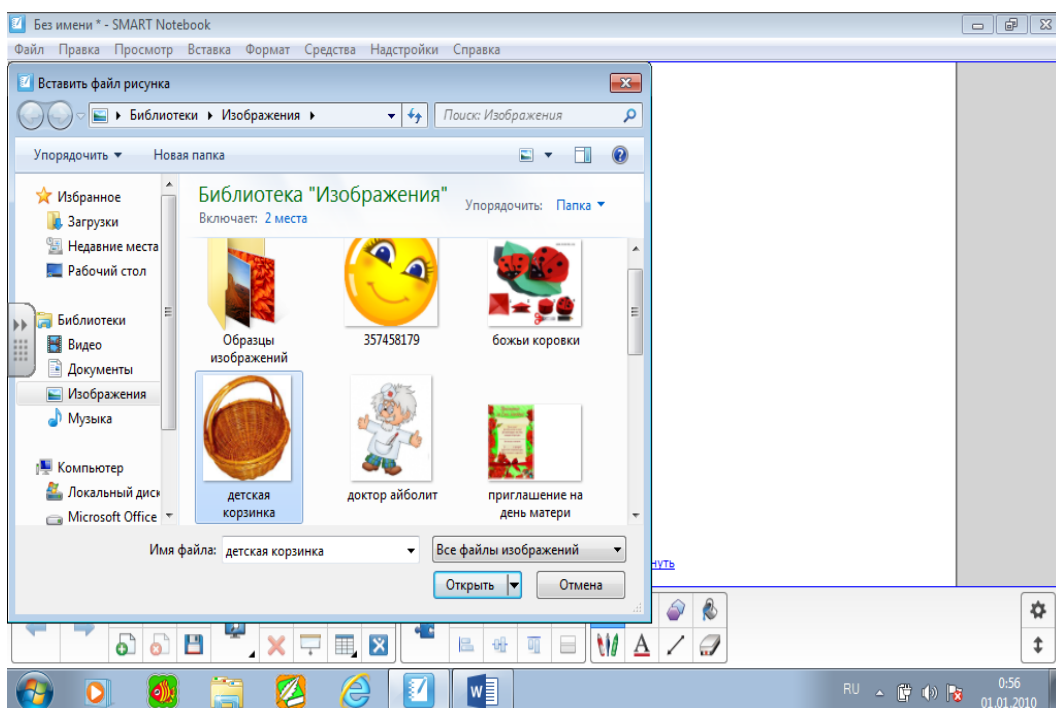 Без имени * - SMART Notebook
Файл Правка Просмотр Вставка Формат Средства Надстройки Справка
Вставить файл рисунка
Библиотеки Изображения
Поиск: Изображения
Упорядочить Новая папка
Избранное
Загрузки
Недавние места
Рабочий стол
Библиотеки
Видео
Документы
Изображения
Музыка
Компьютер
Локальный диск
Microsoft Office
Библиотека "Изображения"
Включает: 2 места
Упорядочить: Папка
Образцы
изображений
357458179
божьи коровки
детская
корзинка
доктор айболит
приглашение на
день матери
Имя файла: детская корзинка
Все файлы изображений
Открыть Отмена
нуть
A
W
RU
0:56
01.01.2010